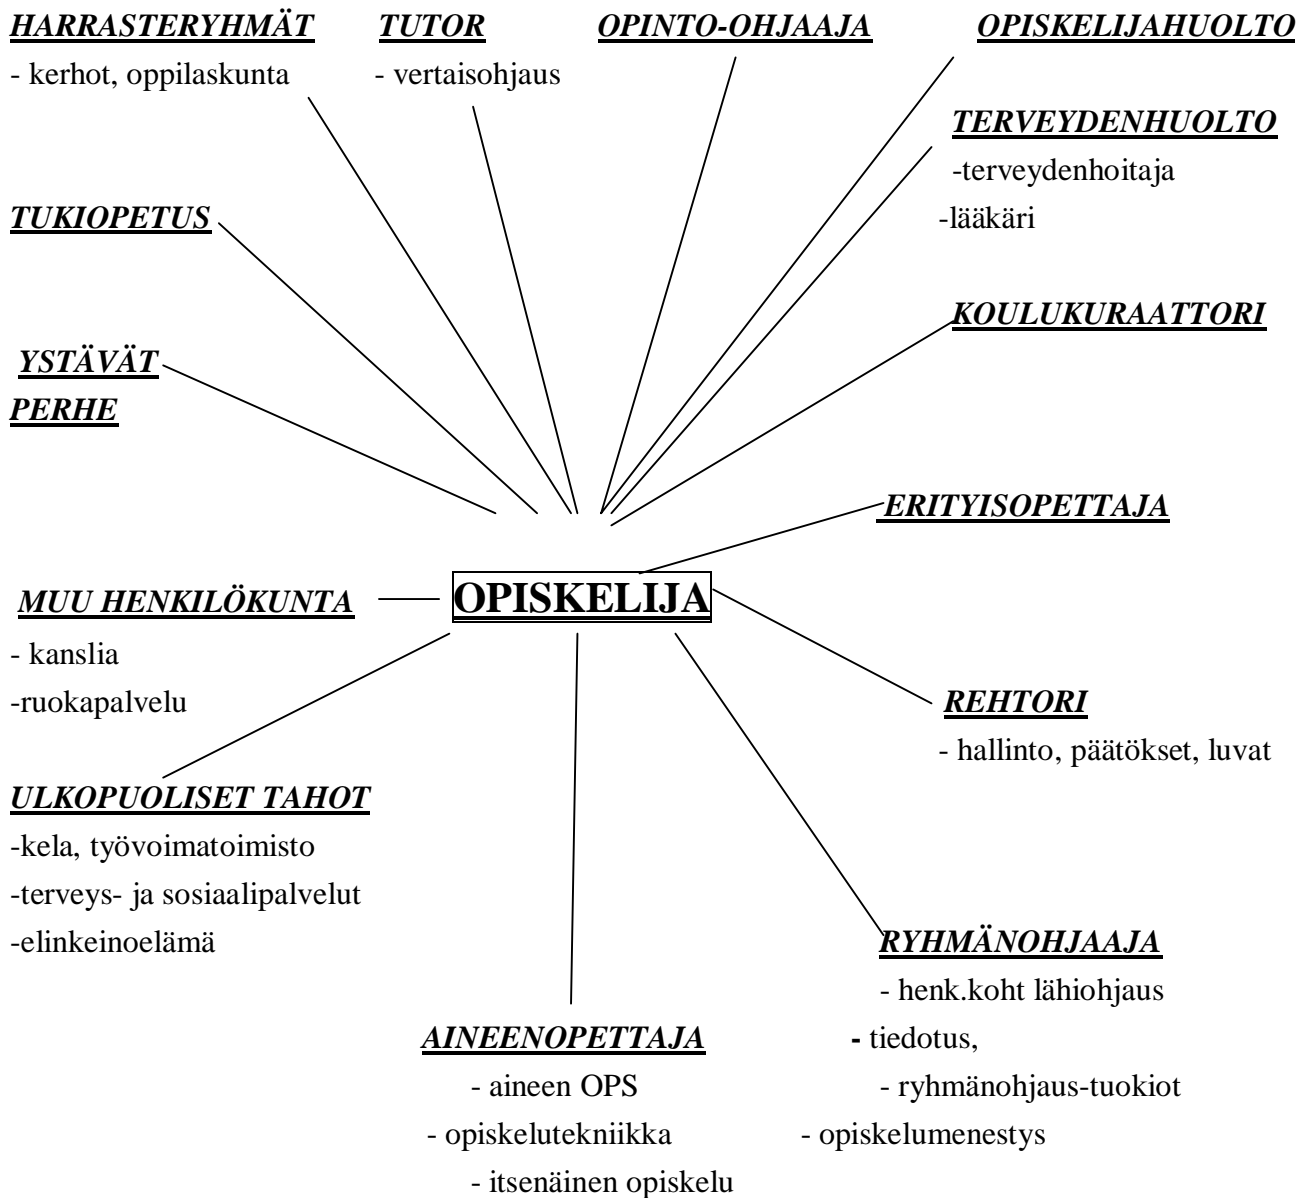 HARRASTERYHMÄT TUTOR OPINTO-OHJAAJA OPISKELIJAHUOLTO
- kerhot, oppilaskunta - vertaisohjaus
TERVEYDENHUOLTO
-terveydenhoitaja
TUKIOPETUS -lääkäri
KOULUKURAATTORI
YSTÄVÄT
PERHE
ERITYISOPETTAJA
MUU HENKILÖKUNTA OPISKELIJA
- kanslia
-ruokapalvelu REHTORI
- hallinto, päätökset, luvat
ULKOPUOLISET TAHOT
-kela, työvoimatoimisto
-terveys- ja sosiaalipalvelut
-elinkeinoelämä RYHMÄNOHJAAJA
- henk.koht lähiohjaus
AINEENOPETTAJA - tiedotus,
- aineen OPS - ryhmänohjaus-tuokiot
- opiskelutekniikka - opiskelumenestys
- itsenäinen opiskelu